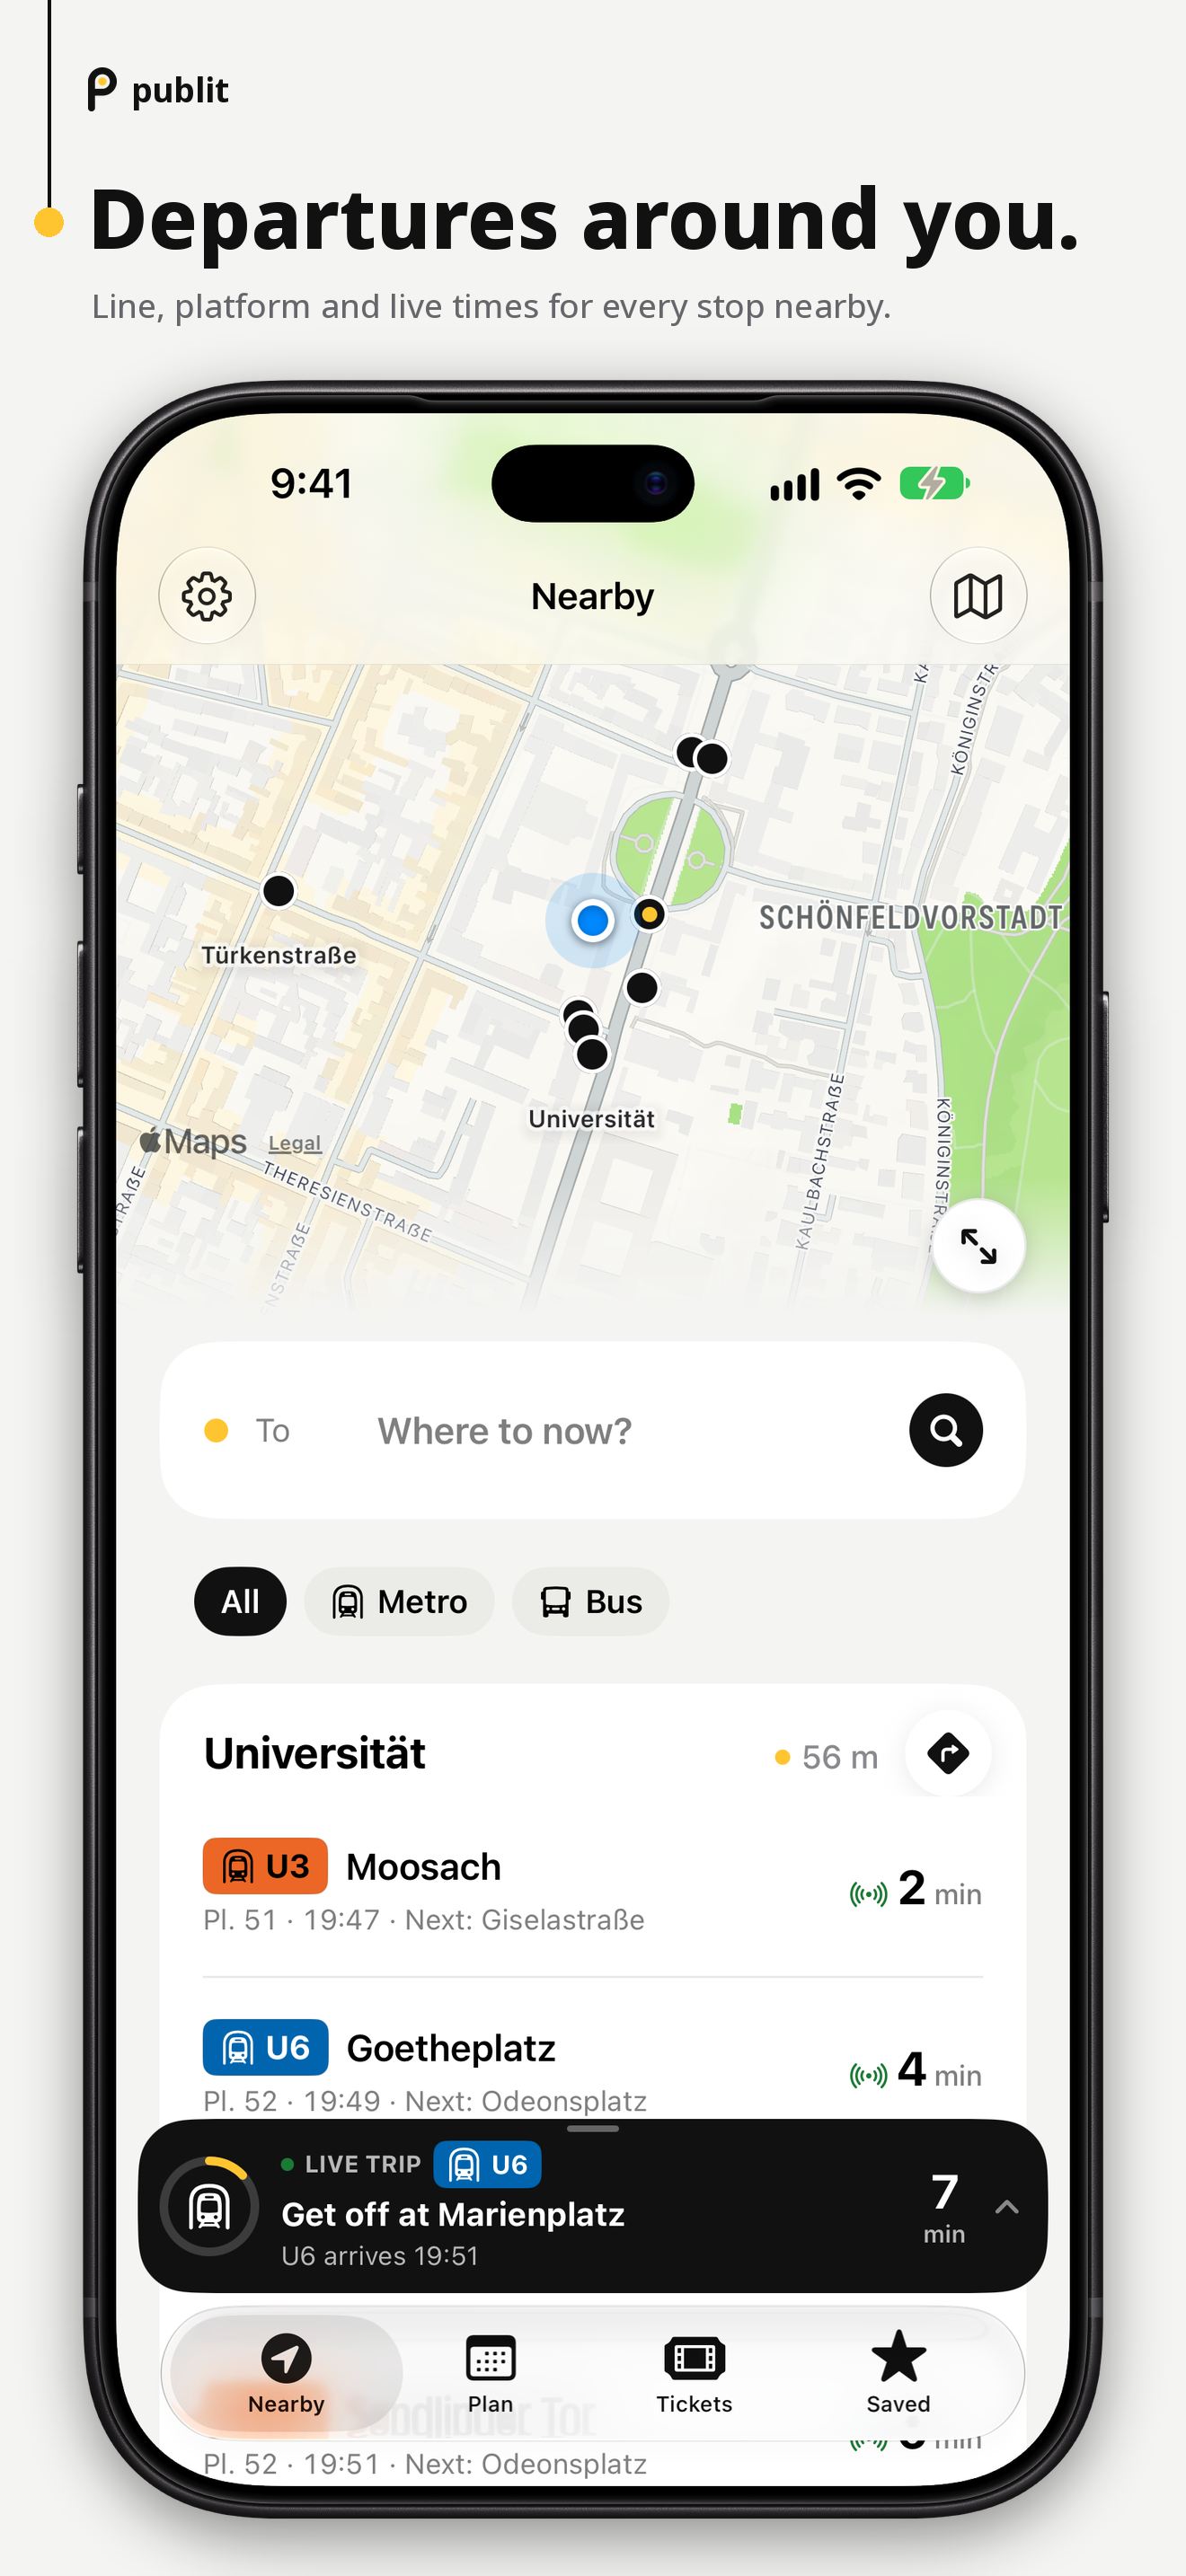 publit
Departures around you.
Line, platform and live times for every stop nearby.
9:41
Nearby
KÖNIGINSTR
SCHÖNFELDVORSTADT
Türkenstraße
Universität
Maps Legal
THERESIENSTRAßE
KAULBACHSTRAßE
To Where to now?
All Metro Bus
Universität 56 m
U3 Moosach
2 min
Pl. 51 · 19:47 · Next: Giselastraße
U6 Goetheplatz
4 min
Pl. 52 · 19:49 · Next: Odeonsplatz
LIVE TRIP U6
Get off at Marienplatz
7 min
U6 arrives 19:51
Nearby Plan Tickets Saved
Pl. 52 · 19:51 · Next: Odeonsplatz